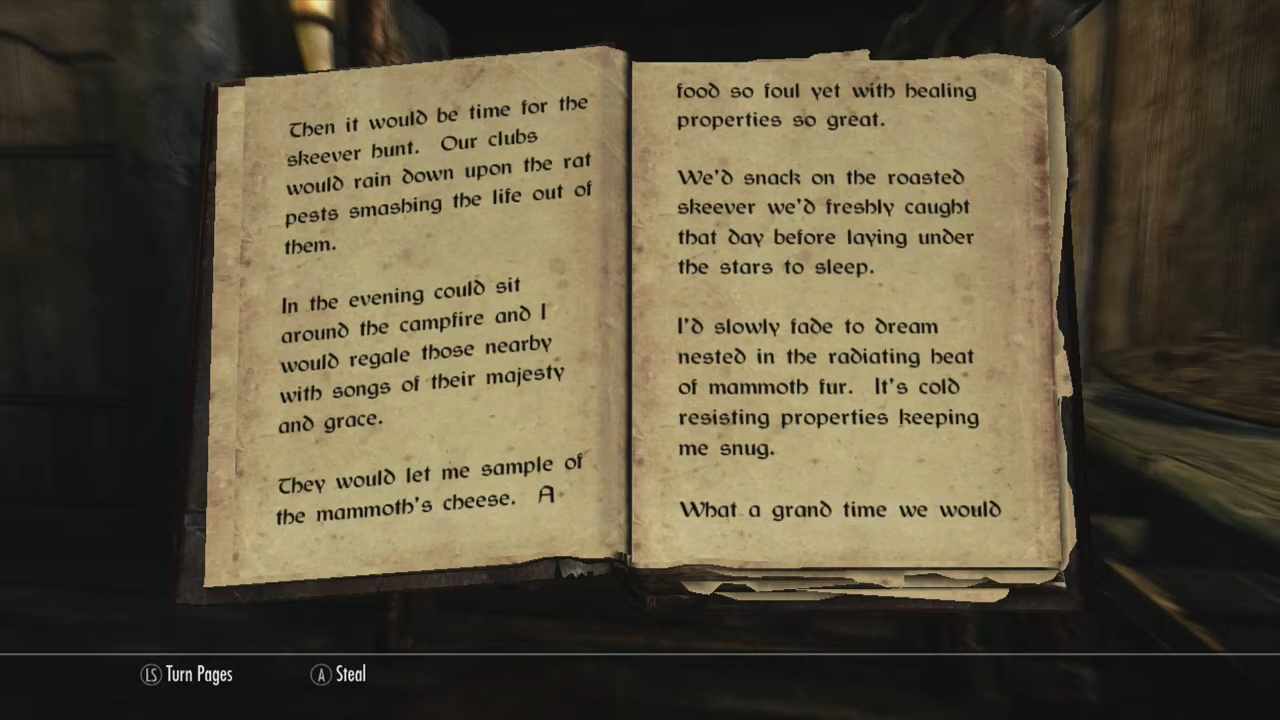 Then it would be time for the
skeever hunt.  Our clubs
would rain down upon the rat
pests smashing the life out of
them.
In the evening could sit
around the campfire and I
would regale those nearby
with songs of their majesty
and grace.
They would let me sample of
the mammoth's cheese.  A
food so foul yet with healing
properties so great.
We'd snack on the roasted
skeever we'd freshly caught
that day before laying under
the stars to sleep.
I'd slowly fade to dream
nested in the radiating heat
of mammoth fur.  It's cold
resisting properties keeping
me snug.
What a grand time we would
LS Turn Pages
A Steal